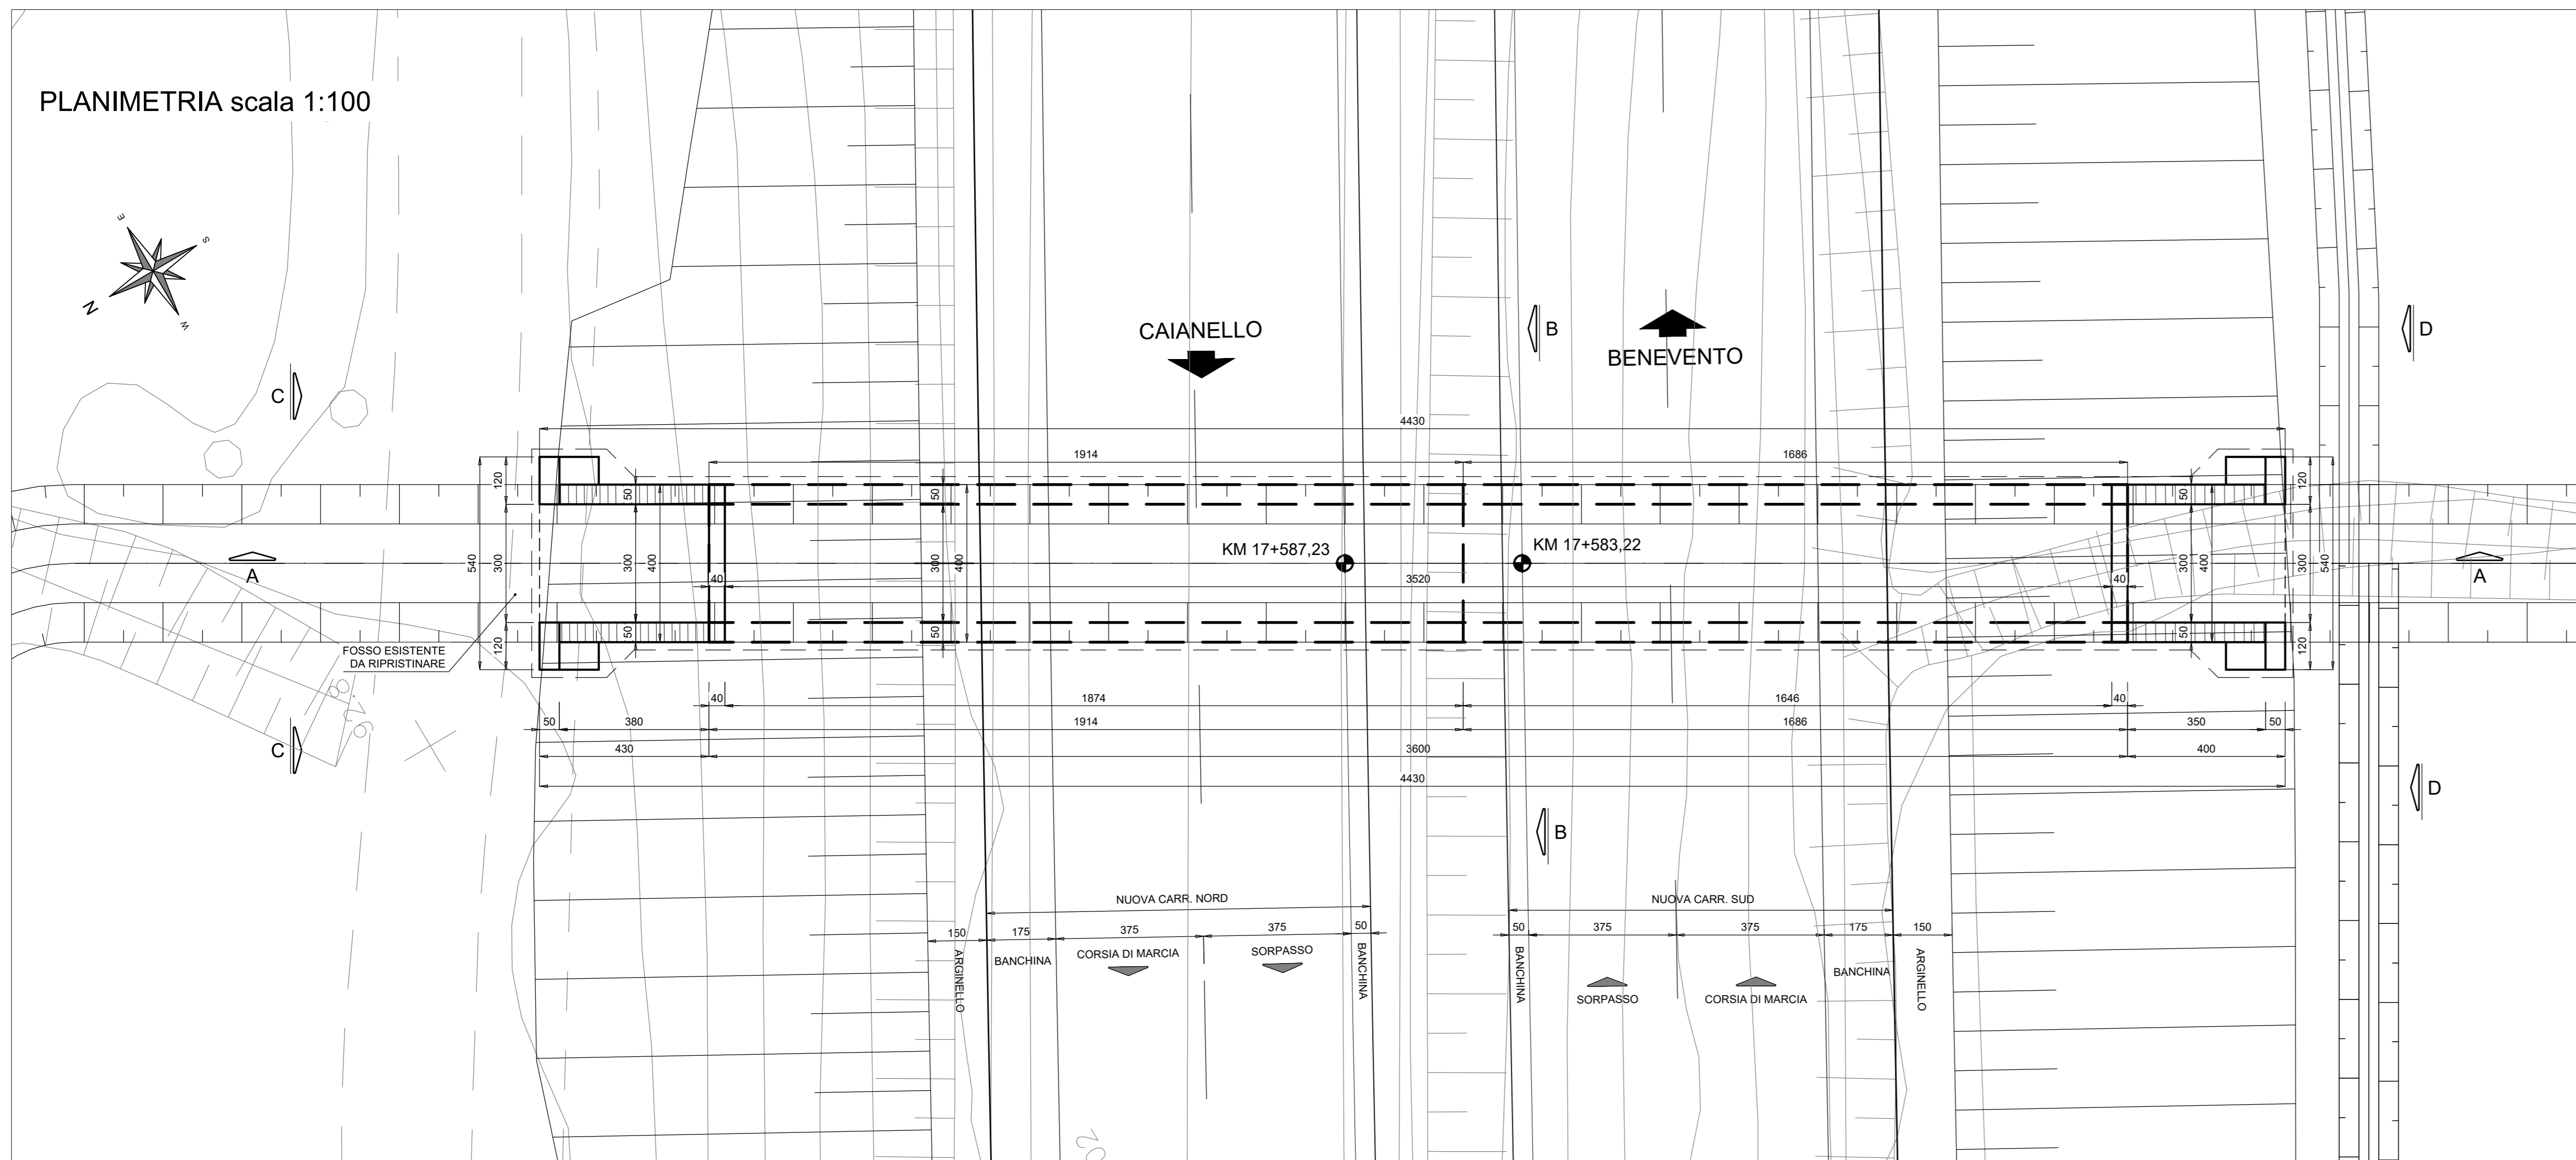 PLANIMETRIA scala 1:100
E
S
N
W
CAIANELLO
BENEVENTO
B
D
C
4430
1914
1686
120
50
50
50
120
KM 17+587,23
KM 17+583,22
A
540
300
300
400
300
400
40
3520
40
300
400
300
540
A
120
50
50
50
120
FOSSO ESISTENTE
DA RIPRISTINARE
40
1874
1646
40
50
380
1914
1686
350
50
430
3600
400
4430
C
D
B
NUOVA CARR. NORD
NUOVA CARR. SUD
150
175
375
375
50
50
375
375
175
150
ARGINELLO
BANCHINA
CORSIA DI MARCIA
SORPASSO
BANCHINA
BANCHINA
SORPASSO
CORSIA DI MARCIA
BANCHINA
ARGINELLO